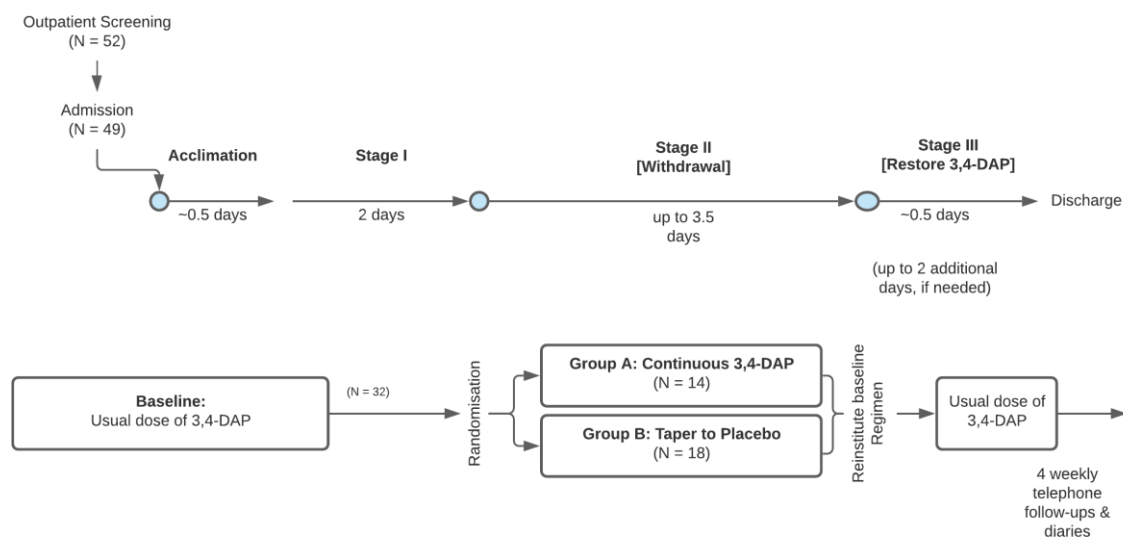 Outpatient Screening
(N = 52)
Admission
(N = 49)
Acclimation
Stage I
Stage II
[Withdrawal]
Stage III
[Restore 3,4-DAP]
~0.5 days
2 days
up to 3.5
days
~0.5 days
Discharge
(up to 2 additional
days, if needed)
Baseline:
Usual dose of 3,4-DAP
(N = 32)
Randomisation
Group A: Continuous 3,4-DAP
(N = 14)
Group B: Taper to Placebo
(N = 18)
Reinstitute baseline
Regimen
Usual dose of
3,4-DAP
4 weekly
telephone
follow-ups &
diaries